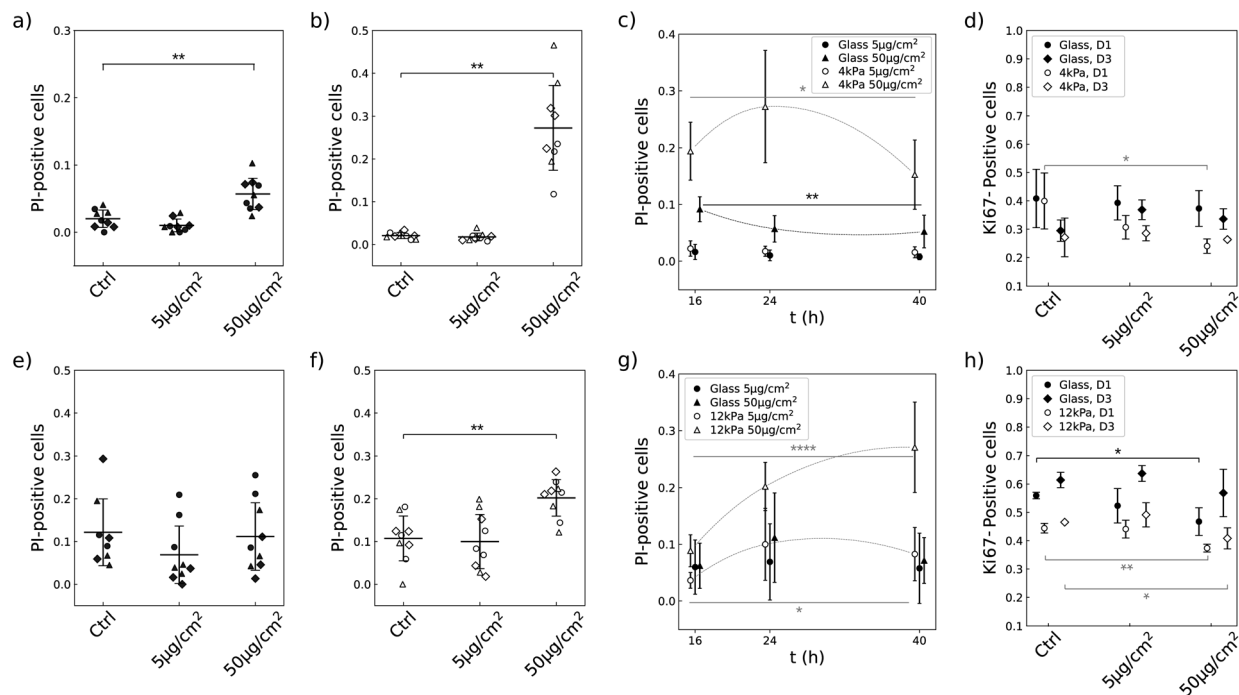 a)
0.3
0.2
0.1
0.0
PI-positive cells
**
Ctrl
5µg/cm²
50µg/cm²
b)
0.5
0.4
0.3
0.2
0.1
0.0
PI-positive cells
**
Ctrl
5µg/cm²
50µg/cm²
c)
0.4
0.3
0.2
0.1
0.0
PI-positive cells
Glass 5µg/cm²
Glass 50µg/cm²
4kPa 5µg/cm²
4kPa 50µg/cm²
*
**
16
24
40
t (h)
d)
1.0
0.9
0.8
0.7
0.6
0.5
0.4
0.3
0.2
0.1
Ki67- Positive cells
Glass, D1
Glass, D3
4kPa, D1
4kPa, D3
*
Ctrl
5µg/cm²
50µg/cm²
e)
0.5
0.4
0.3
0.2
0.1
0.0
PI-positive cells
Ctrl
5µg/cm²
50µg/cm²
f)
0.5
0.4
0.3
0.2
0.1
0.0
PI-positive cells
**
Ctrl
5µg/cm²
50µg/cm²
g)
0.4
0.3
0.2
0.1
0.0
PI-positive cells
Glass 5µg/cm²
Glass 50µg/cm²
12kPa 5µg/cm²
12kPa 50µg/cm²
****
*
16
24
40
t (h)
h)
1.0
0.9
0.8
0.7
0.6
0.5
0.4
0.3
0.2
0.1
Ki67- Positive cells
Glass, D1
Glass, D3
12kPa, D1
12kPa, D3
*
**
*
Ctrl
5µg/cm²
50µg/cm²